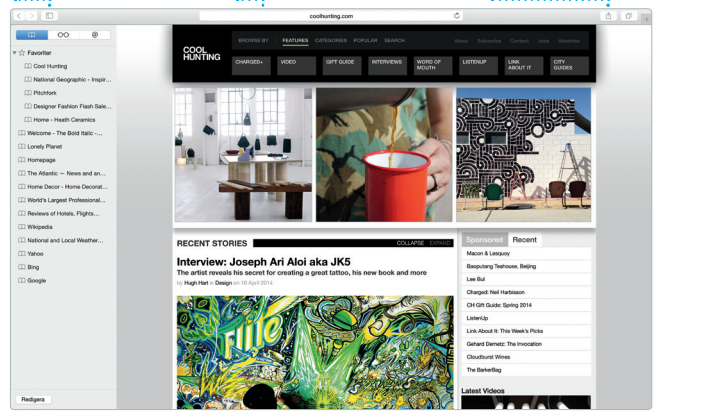 coolhunting.com
@
Favoriter
Cool Hunting
National Geographic - Inspir...
Pitchfork
Designer Fashion Flash Sale...
Home - Heath Ceramics
Welcome - The Bold Italic -...
Lonely Planet
Homepage
The Atlantic — News and an...
Home Decor - Home Decorat...
World's Largest Professional...
Reviews of Hotels, Flights...
Wikipedia
National and Local Weather...
Yahoo
Bing
Google
Redigera
COOL
HUNTING
BROWSE BY FEATURES CATEGORIES POPULAR SEARCH
About Subscribe Contact Jobs Advertise
CHARGED+ VIDEO GIFT GUIDE INTERVIEWS WORD OF MOUTH LISTENUP LINK ABOUT IT CITY GUIDES
RECENT STORIES COLLAPSE EXPAND
Interview: Joseph Ari Aloi aka JK5
The artist reveals his secret for creating a great tattoo, his new book and more
by Hugh Hart in Design on 16 April 2014
Flite
Sponsored Recent
Macon & Lesquoy
Baoputang Teahouse, Beijing
Lee Bul
Charged: Neil Harbisson
CH Gift Guide: Spring 2014
ListenUp
Link About It: This Week's Picks
Gehard Demetz: The Invocation
Cloudburst Wines
The BarkerBag
Latest Videos